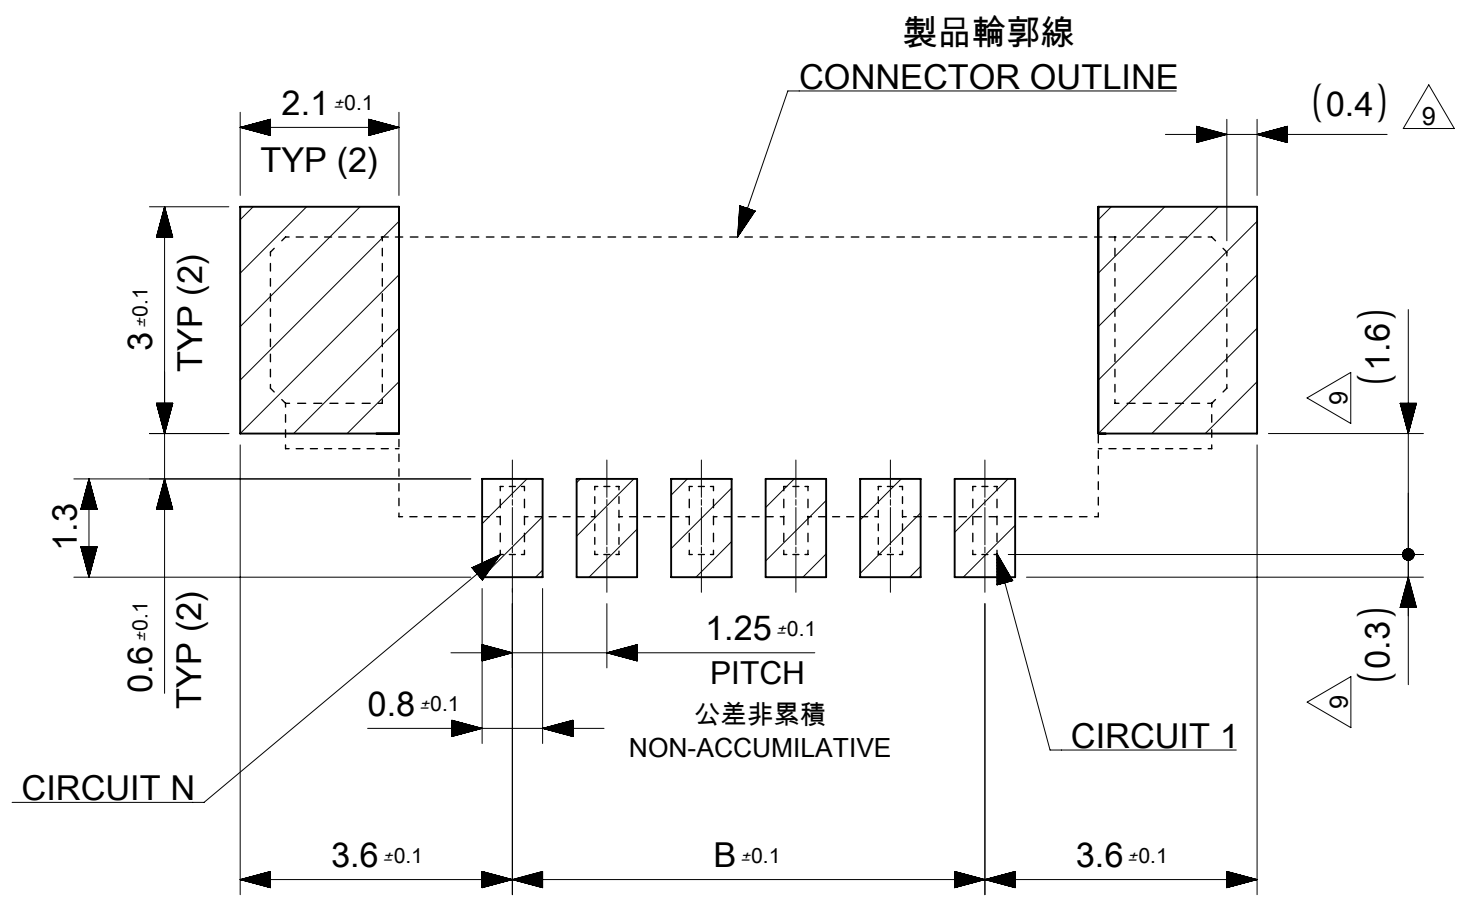 製品輪郭線
CONNECTOR OUTLINE
2.1 ±0.1
TYP (2)
(0.4)
9
3 ±0.1
TYP (2)
(1.6)
9
1.3
0.6 ±0.1
TYP (2)
1.25 ±0.1
PITCH
公差非累積
NON-ACCUMILATIVE
0.8 ±0.1
(0.3)
9
CIRCUIT 1
CIRCUIT N
3.6 ±0.1
B ±0.1
3.6 ±0.1